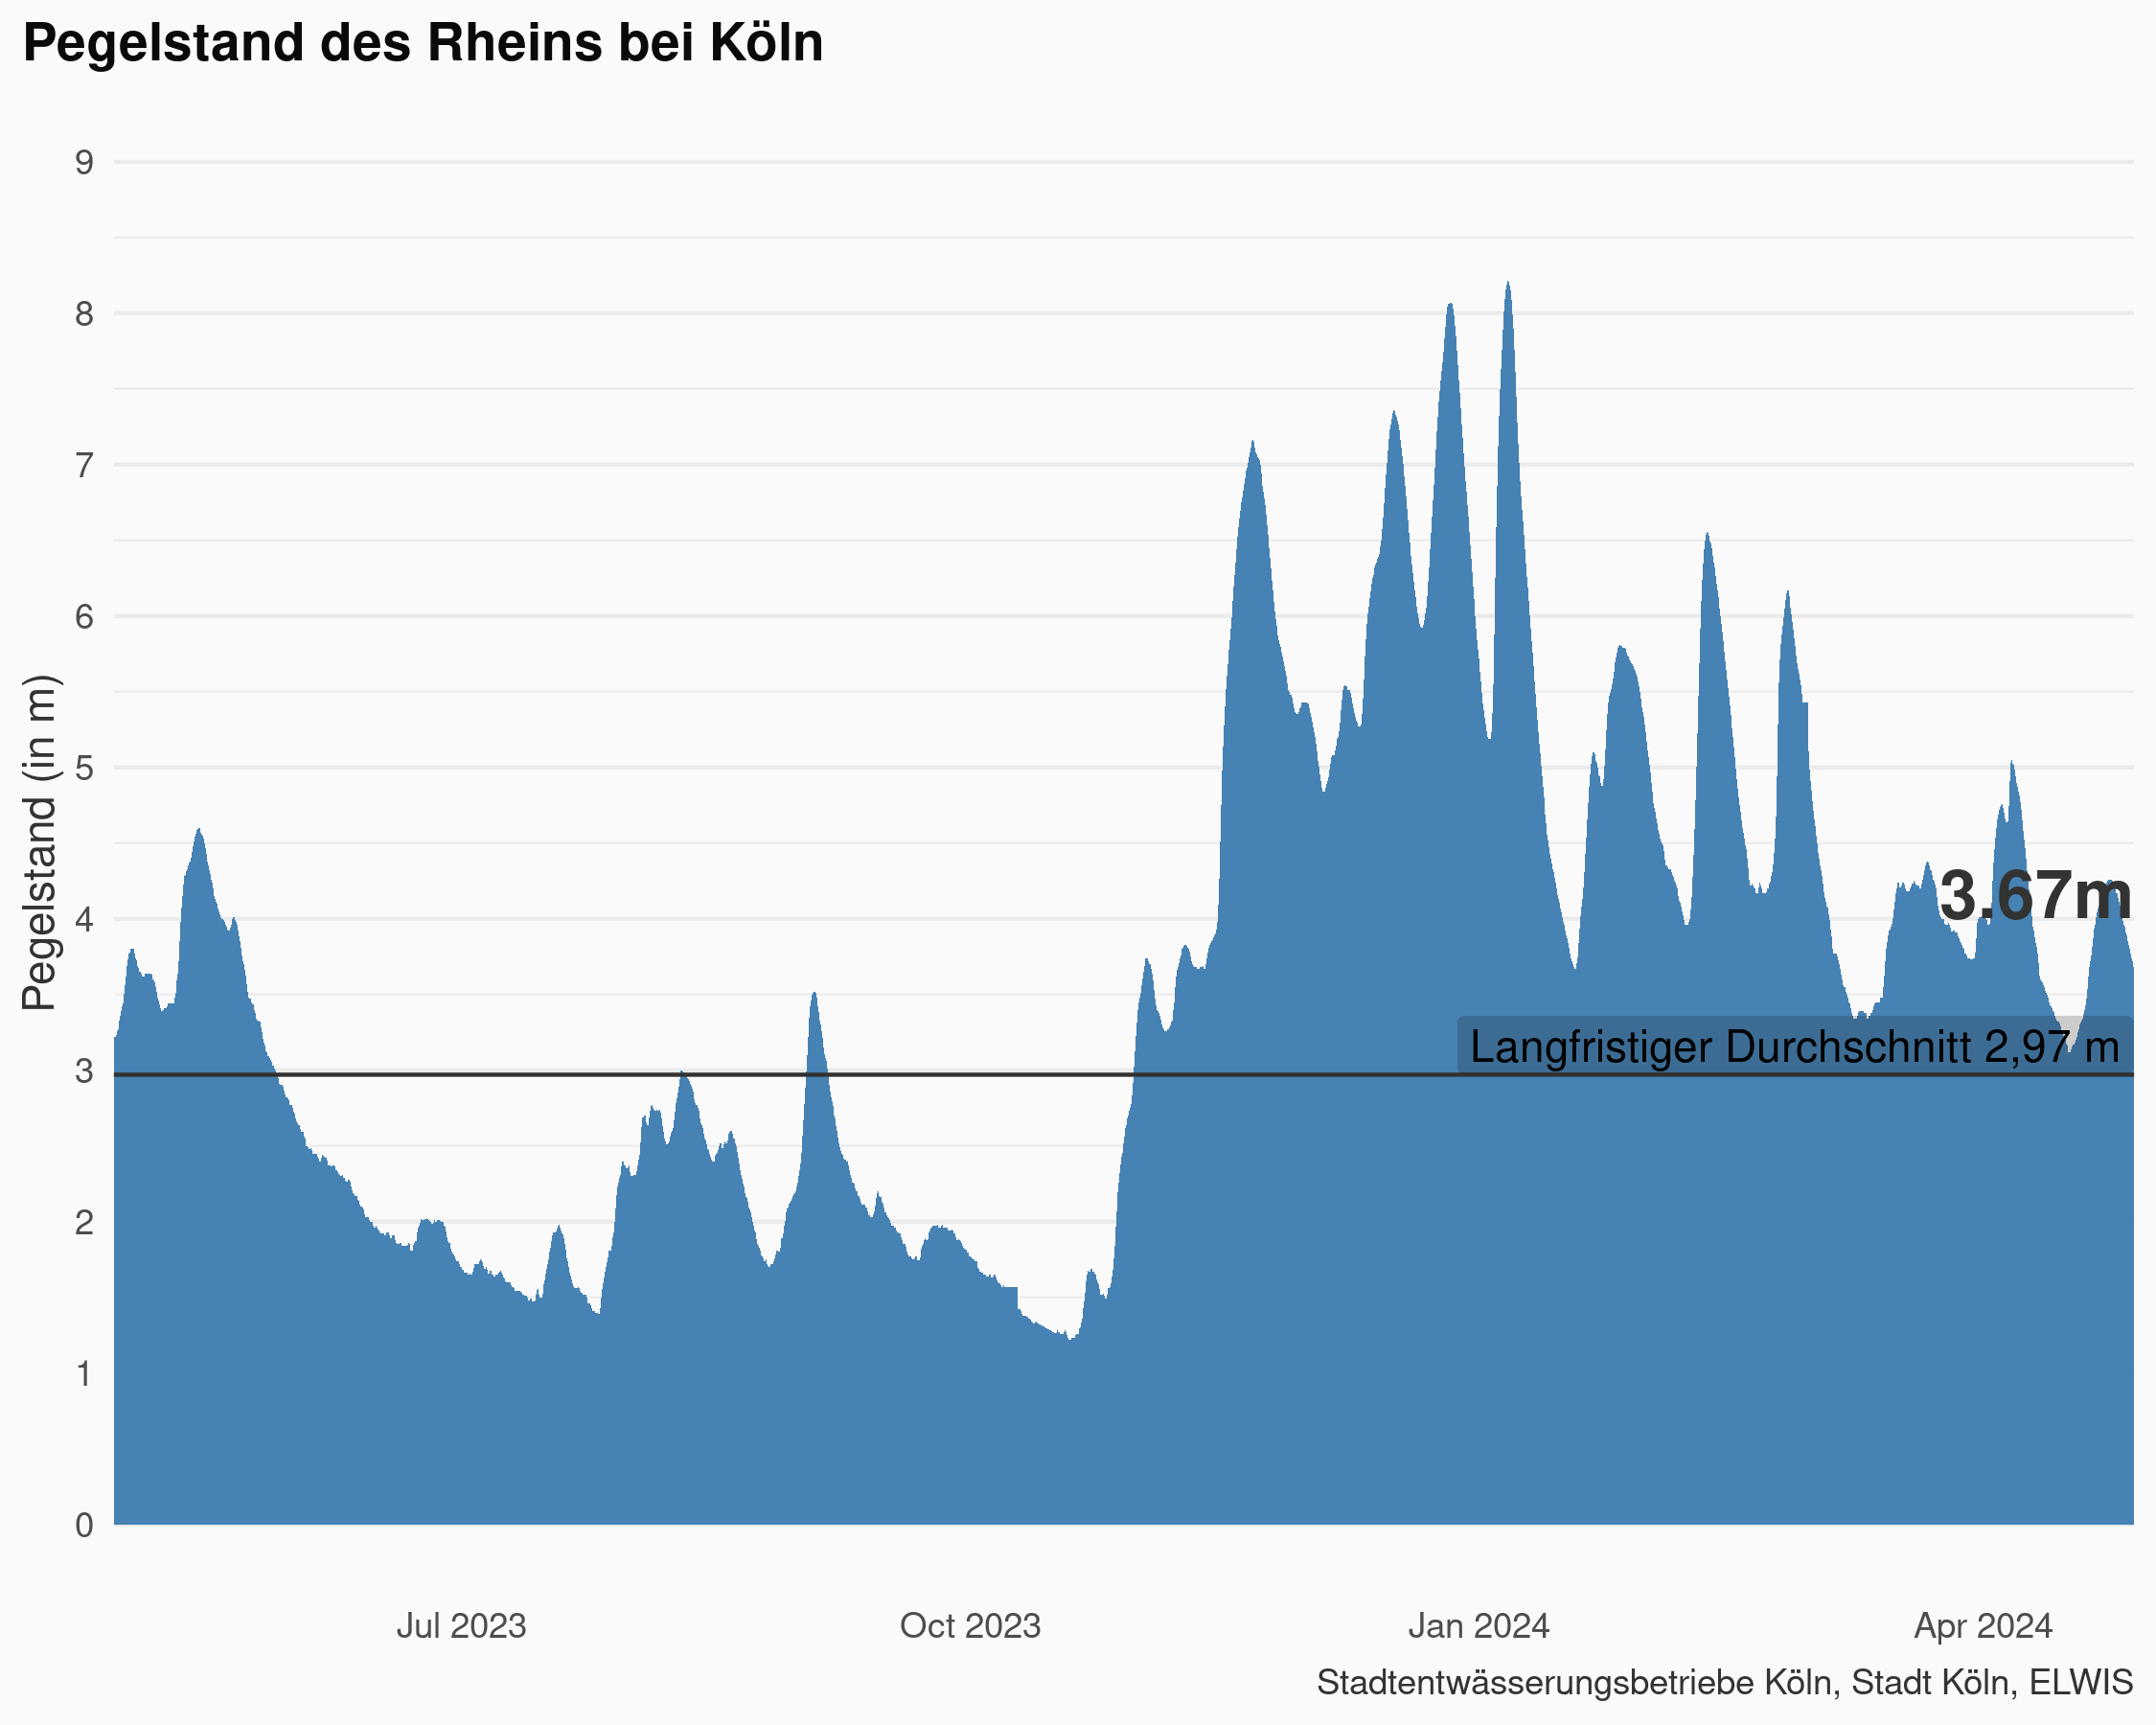 Pegelstand des Rheins bei Köln
9
8
7
6
5
4
3
2
1
0
Pegelstand (in m)
3.67m
Langfristiger Durchschnitt 2,97 m
Jul 2023
Oct 2023
Jan 2024
Apr 2024
Stadtentwässerungsbetriebe Köln, Stadt Köln, ELWIS